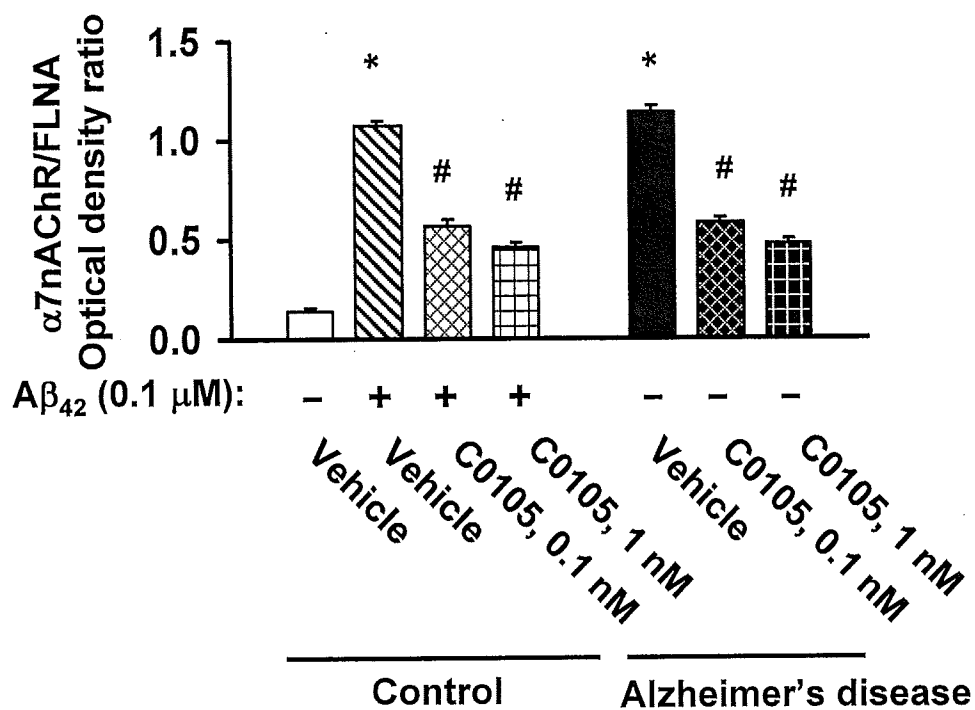 α7nAChR/FLNA
Optical density ratio
1.5
1.0
0.5
0.0
* # # * # #
Aβ₄₂ (0.1 μM): – + + + – – –
Vehicle
Vehicle
C0105, 0.1 nM
C0105, 1 nM
Vehicle
C0105, 0.1 nM
C0105, 1 nM
Control
Alzheimer's disease